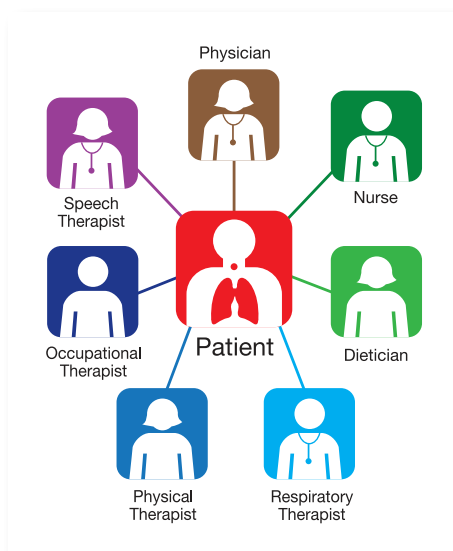 Physician
Speech
Therapist
Nurse
Patient
Occupational
Therapist
Dietician
Physical
Therapist
Respiratory
Therapist